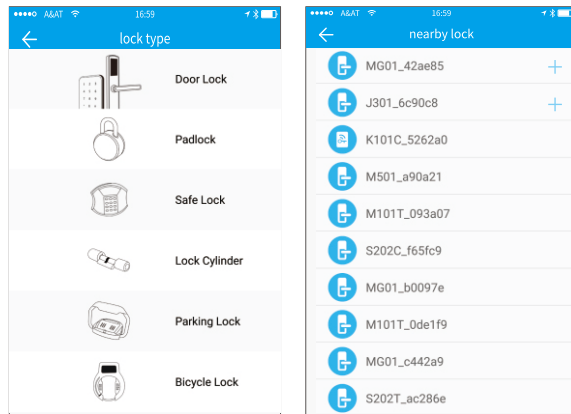 A&AT 16:59
lock type
Door Lock
Padlock
Safe Lock
Lock Cylinder
Parking Lock
Bicycle Lock
A&AT 16:59
nearby lock
MG01_42ae85
J301_6c90c8
K101C_5262a0
M501_a90a21
M101T_093a07
S202C_f65fc9
MG01_b0097e
M101T_0de1f9
MG01_c442a9
S202T_ac286e